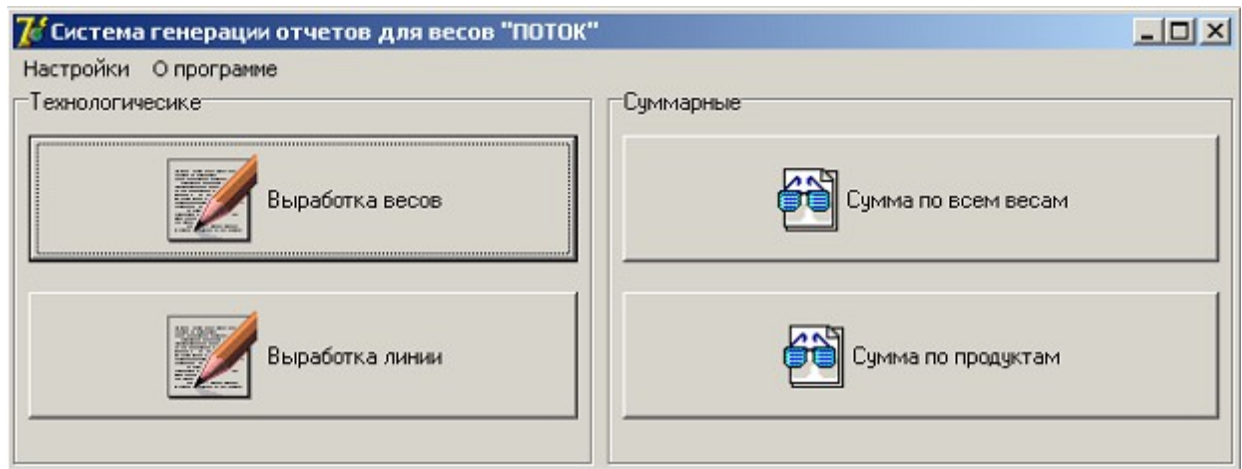 Система генерации отчетов для весов "ПОТОК"
Настройки О программе
Технологичесике
Выработка весов
Выработка линии
Суммарные
Сумма по всем весам
Сумма по продуктам